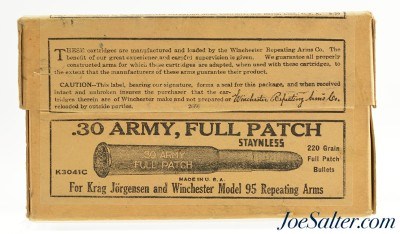 THESE cartridges are manufactured and loaded by the Winchester Repeating Arms Co. The
benefit of our great experience and careful supervision is given. We guarantee all properly
constructed arms for which these cartridges are adapted, when used with these cartridges, to
the extent that the manufacturers of these arms guarantee their product.
CAUTION—This label, bearing our signature, forms a seal for this package, and when received
intact and unbroken insures the purchaser that the car-
tridges therein are of Winchester make and not prepared or
reloaded by outside parties.
Winchester Repeating Arms Co.
.30 ARMY, FULL PATCH
STAYNLESS
.30 ARMY
FULL PATCH
220 Grain
Full Patch
Bullets
K3041C
MADE IN U.S.A.
For Krag Jörgensen and Winchester Model 95 Repeating Arms
JoeSalter.com